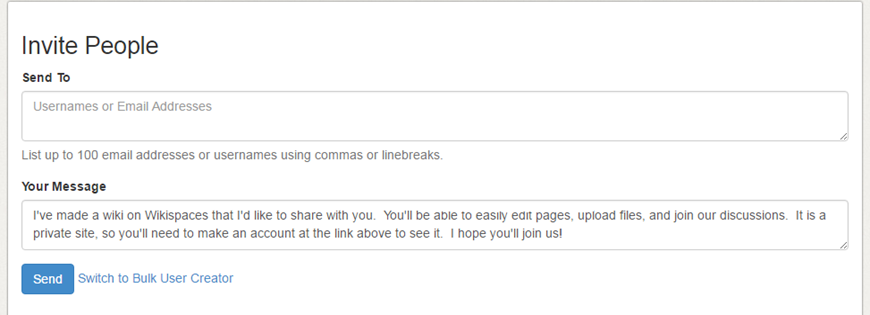 Invite People
Send To
Usernames or Email Addresses
List up to 100 email addresses or usernames using commas or linebreaks.
Your Message
I've made a wiki on Wikispaces that I'd like to share with you.  You'll be able to easily edit pages, upload files, and join our discussions.  It is a
private site, so you'll need to make an account at the link above to see it.  I hope you'll join us!
Send Switch to Bulk User Creator